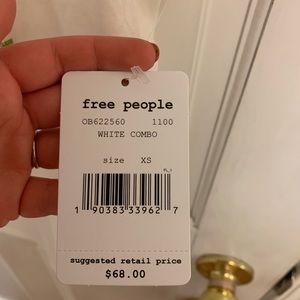 free people
OB622560 1100
WHITE COMBO
size XS
1 90383 33962 7
suggested retail price
$68.00